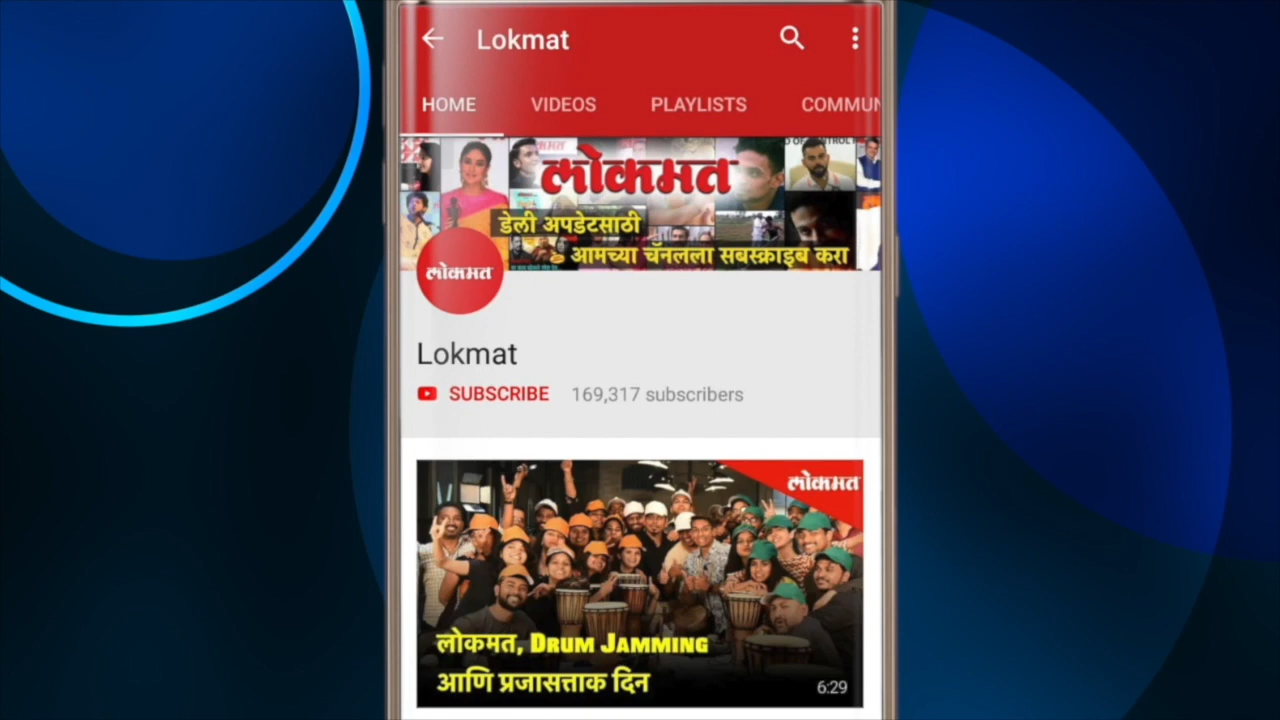 Lokmat
HOME VIDEOS PLAYLISTS COMMUN
लोकमत
डेली अपडेटसाठी
आमच्या चॅनलला सबस्क्राइब करा
लोकमत
Lokmat
SUBSCRIBE 169,317 subscribers
लोकमत
लोकमत, DRUM JAMMING
आणि प्रजासत्ताक दिन
6:29